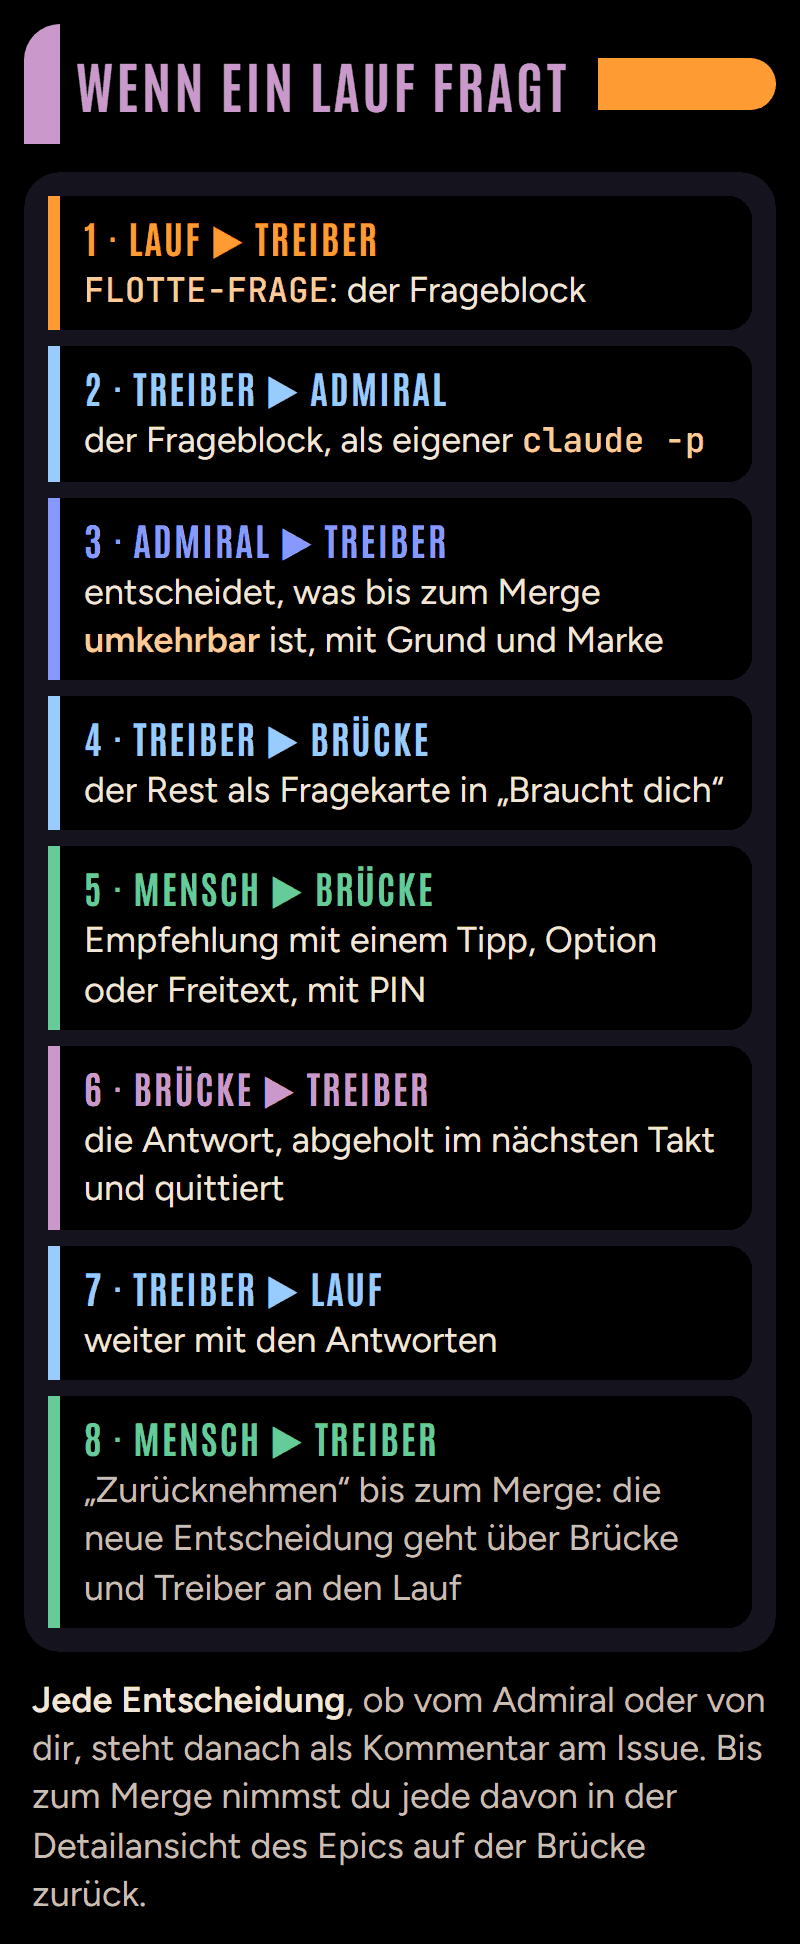 WENN EIN LAUF FRAGT
1 · LAUF ▶ TREIBER
FLOTTE-FRAGE: der Frageblock
2 · TREIBER ▶ ADMIRAL
der Frageblock, als eigener claude -p
3 · ADMIRAL ▶ TREIBER
entscheidet, was bis zum Merge
umkehrbar ist, mit Grund und Marke
4 · TREIBER ▶ BRÜCKE
der Rest als Fragekarte in „Braucht dich“
5 · MENSCH ▶ BRÜCKE
Empfehlung mit einem Tipp, Option
oder Freitext, mit PIN
6 · BRÜCKE ▶ TREIBER
die Antwort, abgeholt im nächsten Takt
und quittiert
7 · TREIBER ▶ LAUF
weiter mit den Antworten
8 · MENSCH ▶ TREIBER
„Zurücknehmen“ bis zum Merge: die
neue Entscheidung geht über Brücke
und Treiber an den Lauf
Jede Entscheidung, ob vom Admiral oder von
dir, steht danach als Kommentar am Issue. Bis
zum Merge nimmst du jede davon in der
Detailansicht des Epics auf der Brücke
zurück.